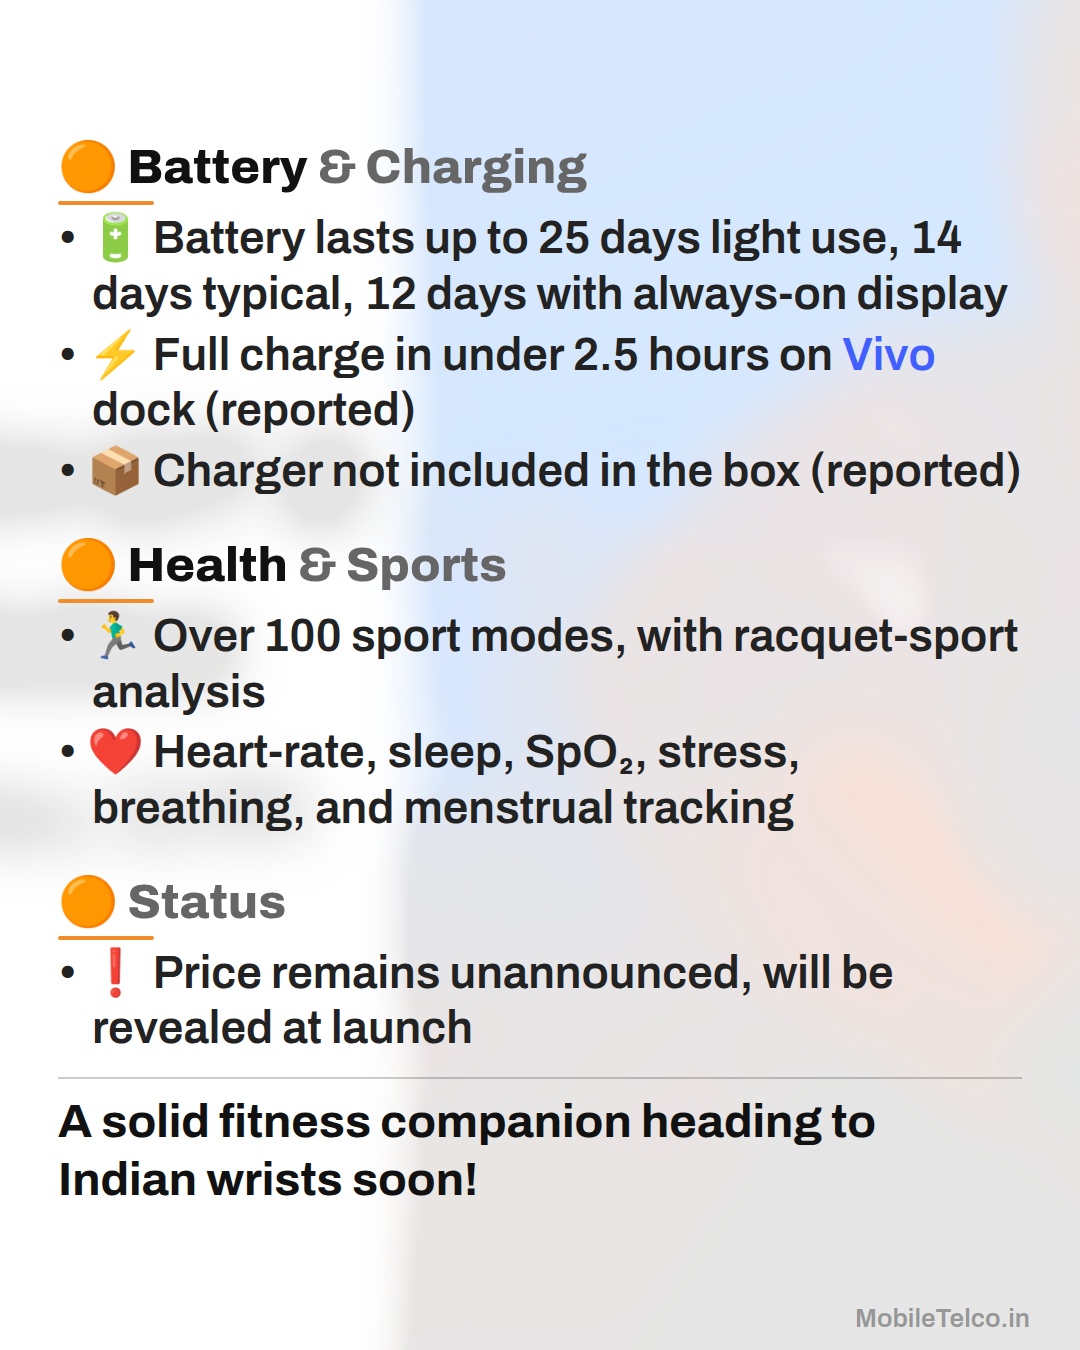 🟠 Battery & Charging
• 🔋 Battery lasts up to 25 days light use, 14
days typical, 12 days with always-on display
• ⚡ Full charge in under 2.5 hours on Vivo
dock (reported)
• 📦 Charger not included in the box (reported)
🟠 Health & Sports
• 🏃‍♂️ Over 100 sport modes, with racquet-sport
analysis
• ❤️ Heart-rate, sleep, SpO₂, stress,
breathing, and menstrual tracking
🟠 Status
• ❗ Price remains unannounced, will be
revealed at launch
A solid fitness companion heading to
Indian wrists soon!
MobileTelco.in